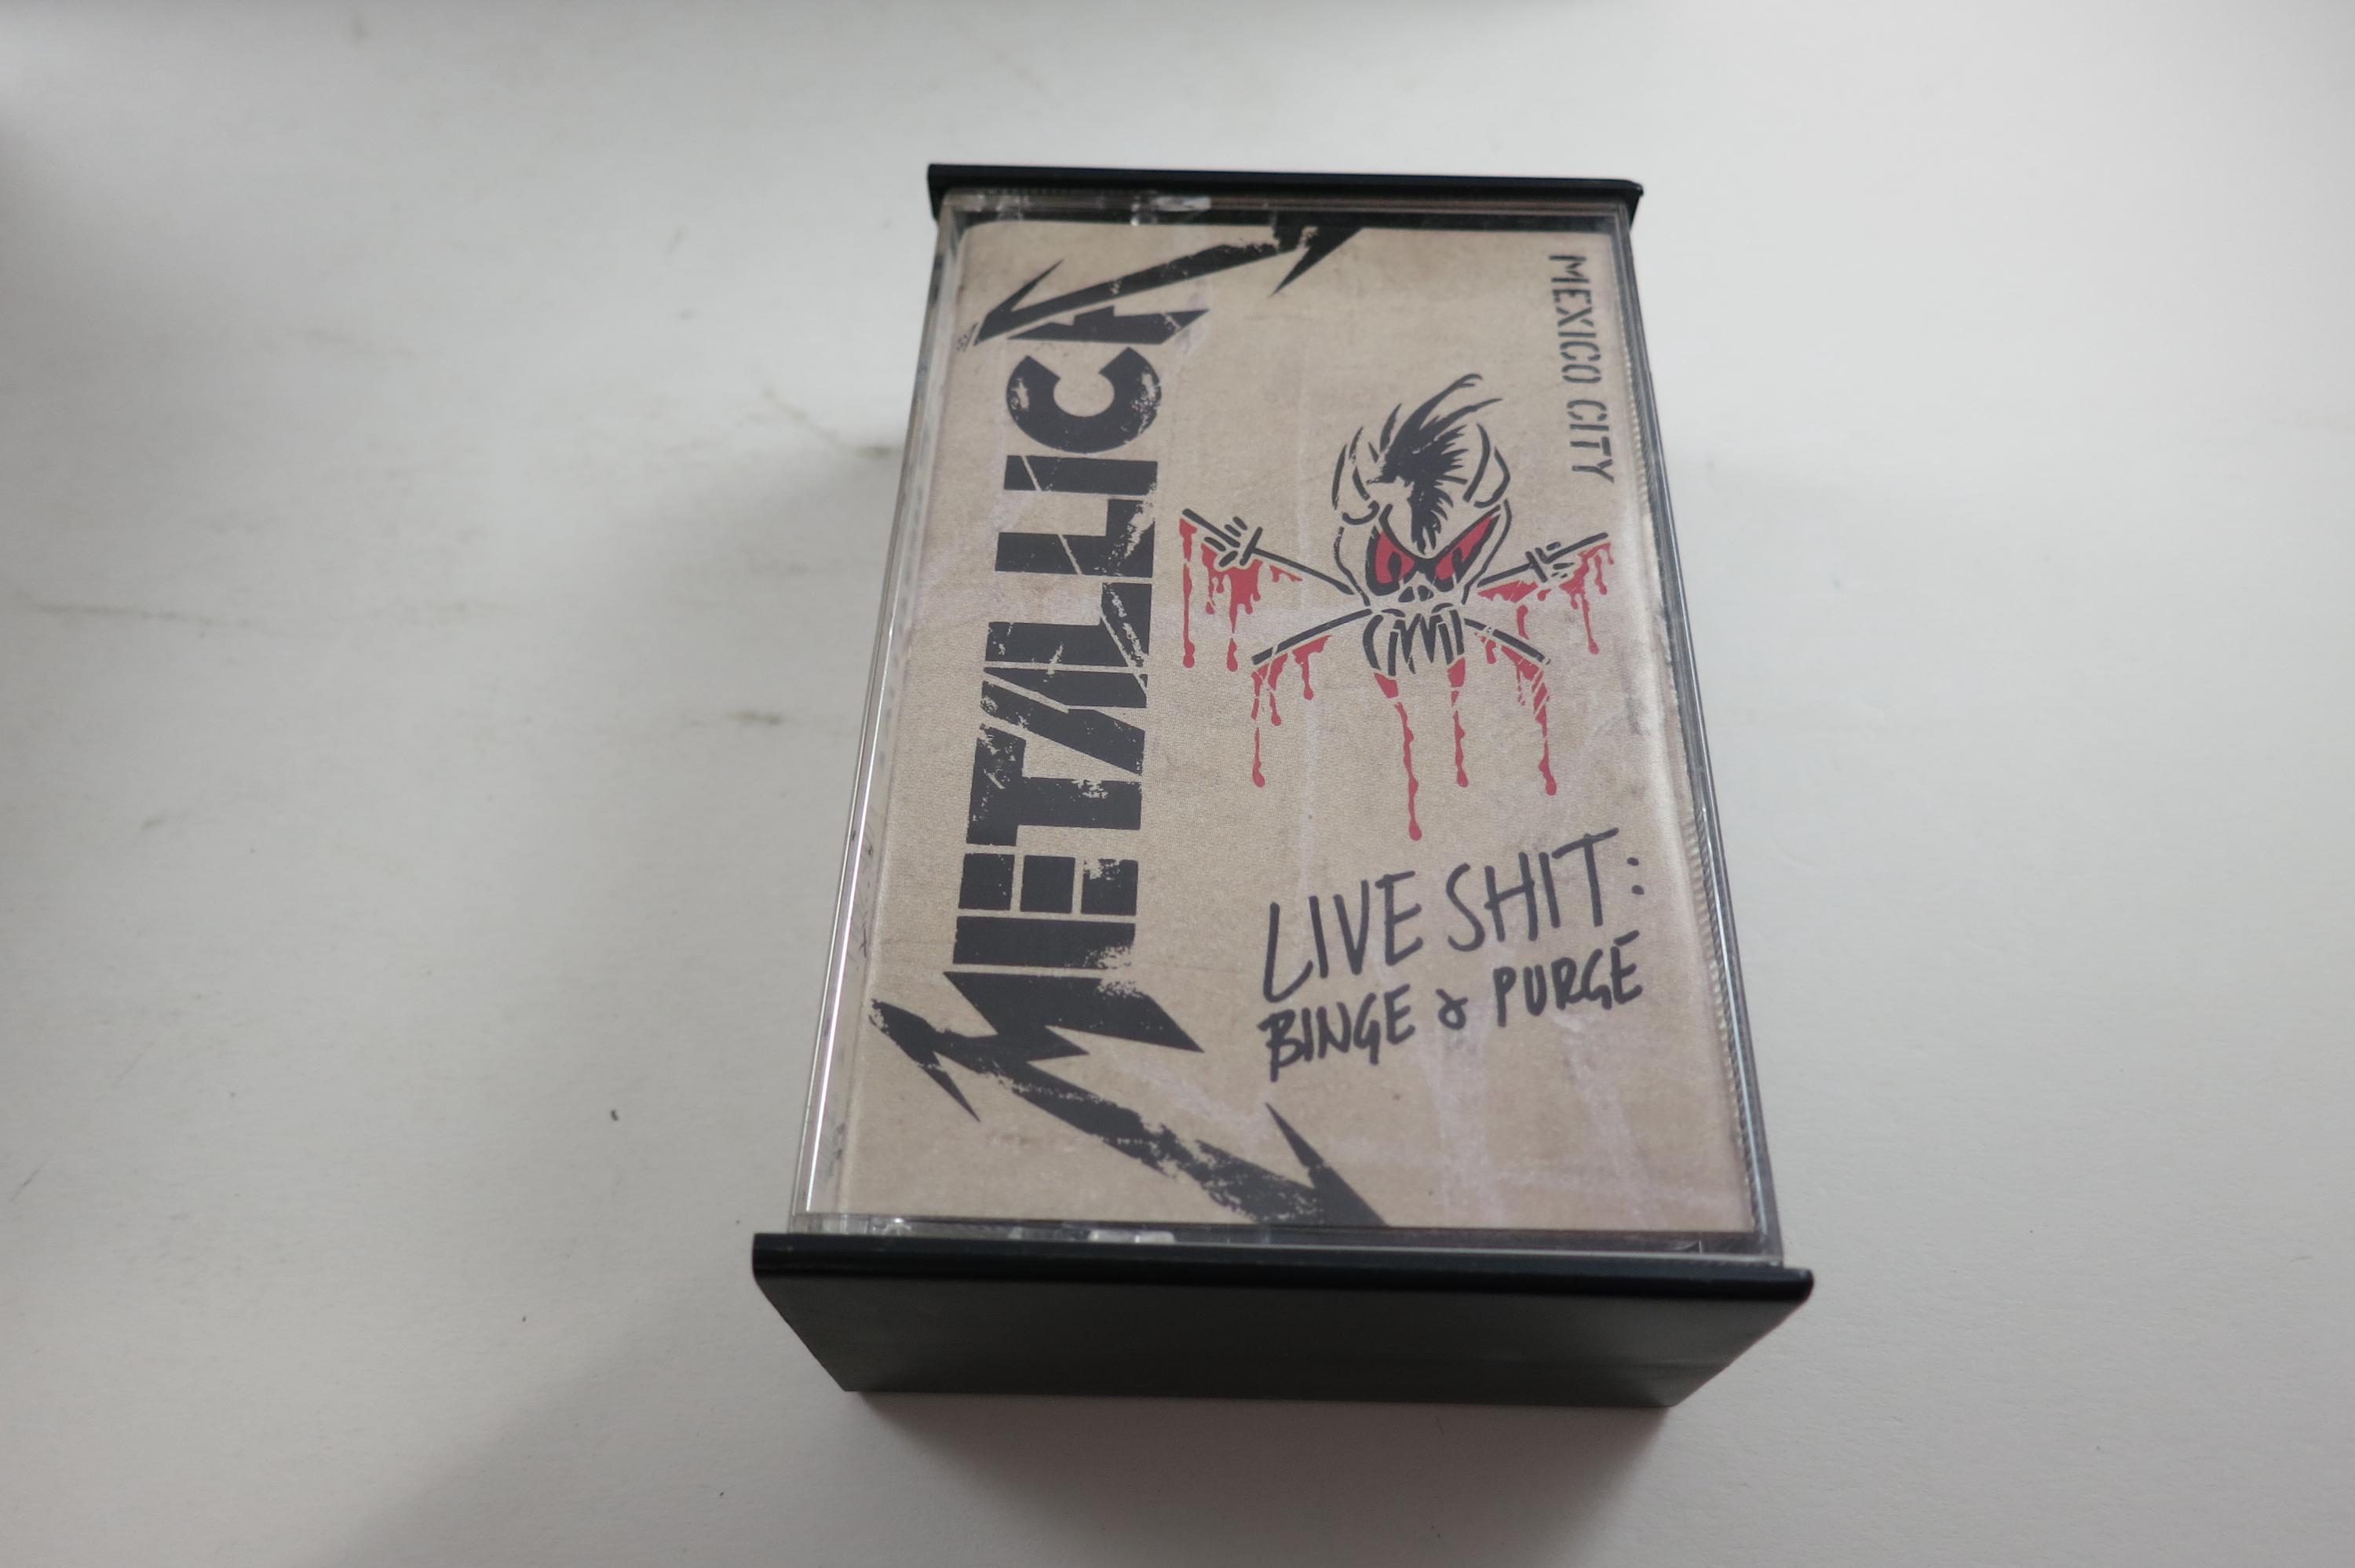 METALLICA
MEXICO CITY
LIVE SHIT:
BINGE & PURGE